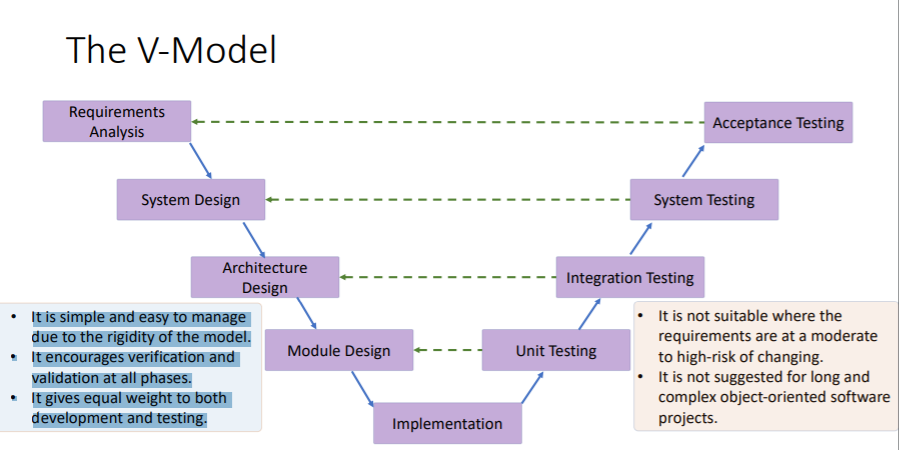 The V-Model
Requirements
Analysis
Acceptance Testing
System Design
System Testing
Architecture
Design
Integration Testing
Module Design
Unit Testing
Implementation
• It is simple and easy to manage
due to the rigidity of the model.
• It encourages verification and
validation at all phases.
• It gives equal weight to both
development and testing.
• It is not suitable where the
requirements are at a moderate
to high-risk of changing.
• It is not suggested for long and
complex object-oriented software
projects.